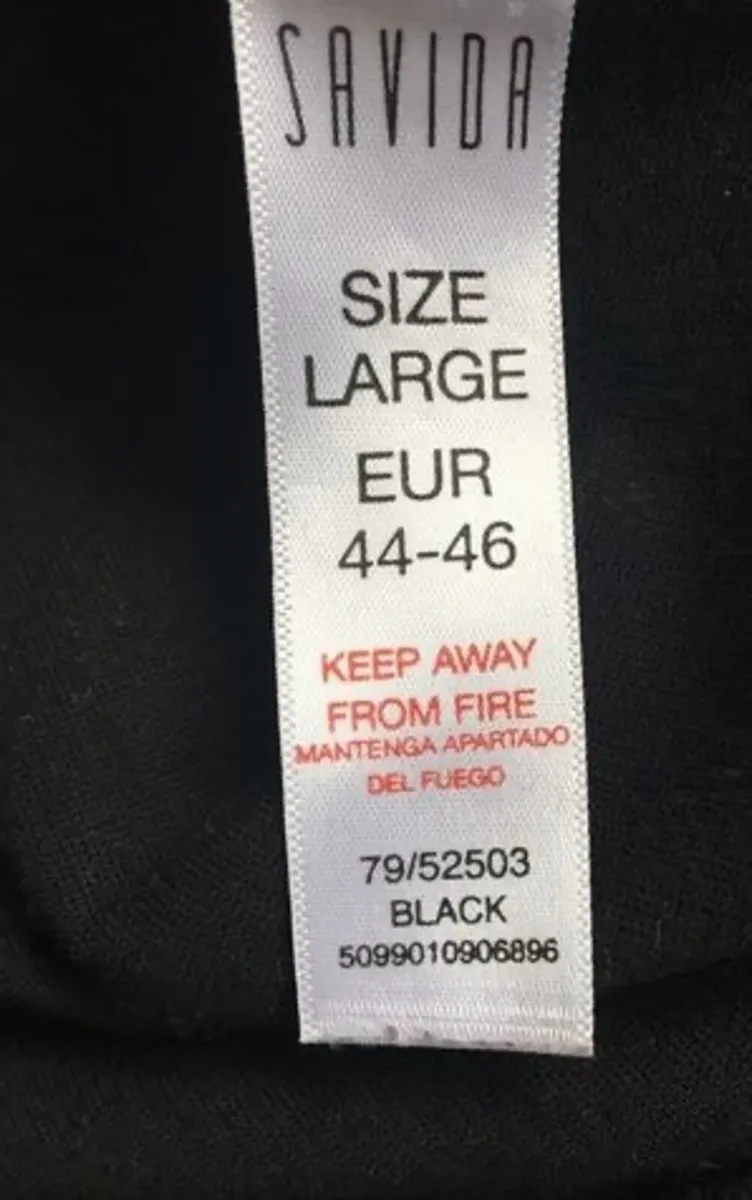 SAVIDA
SIZE
LARGE
EUR
44-46
KEEP AWAY
FROM FIRE
MANTENGA APARTADO
DEL FUEGO
79/52503
BLACK
5099010906896